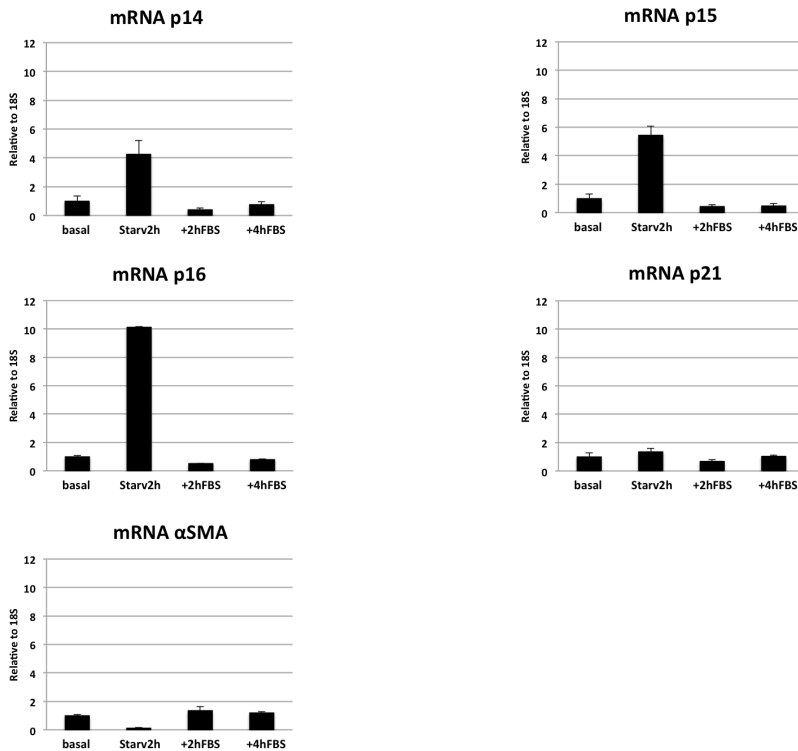 mRNA p14
Relative to 18S
12
10
8
6
4
2
0
basal Starv2h +2hFBS +4hFBS
mRNA p15
Relative to 18S
12
10
8
6
4
2
0
basal Starv2h +2hFBS +4hFBS
mRNA p16
Relative to 18S
12
10
8
6
4
2
0
basal Starv2h +2hFBS +4hFBS
mRNA p21
Relative to 18S
12
10
8
6
4
2
0
basal Starv2h +2hFBS +4hFBS
mRNA αSMA
Relative to 18S
12
10
8
6
4
2
0
basal Starv2h +2hFBS +4hFBS